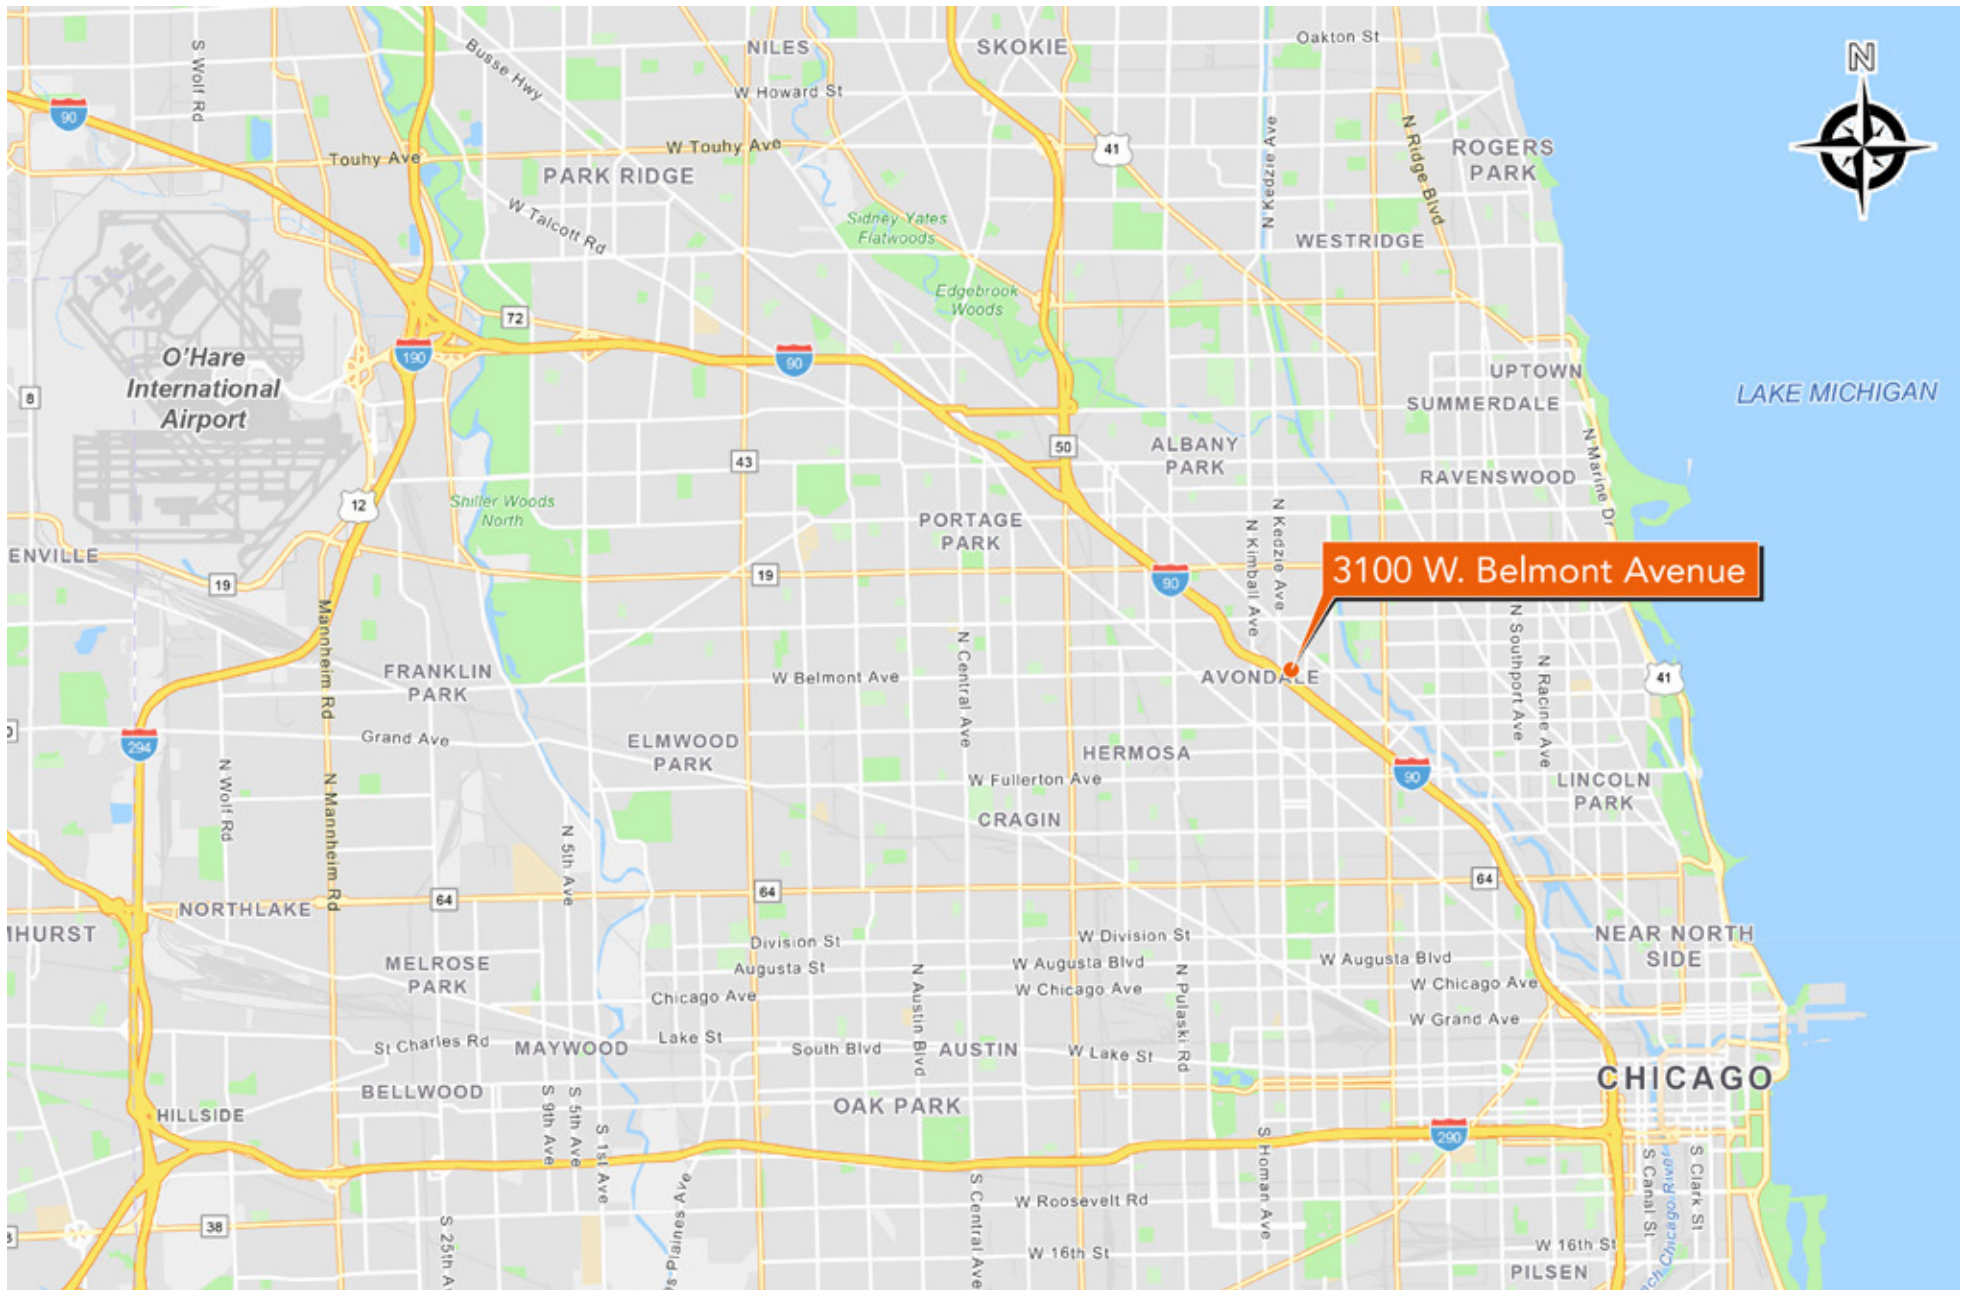 NILES
SKOKIE
Oakton St
S Wolf Rd
Busse Hwy
N
W Howard St
90
Touhy Ave
W Touhy Ave
41
N Kedzie Ave
N Ridge Blvd
ROGERS
PARK
PARK RIDGE
W Talcott Rd
Sidney Yates
Flatwoods
WESTRIDGE
Edgebrook
Woods
72
O'Hare
International
Airport
190
90
8
UPTOWN
SUMMERDALE
LAKE MICHIGAN
N Marine Dr
43
50
ALBANY
PARK
RAVENSWOOD
12
Shiller Woods
North
PORTAGE
PARK
N Kimball Ave
N Kedzie Ave
ENVILLE
19
19
90
3100 W. Belmont Avenue
Mannheim Rd
N Central Ave
N Southport Ave
N Racine Ave
FRANKLIN
PARK
W Belmont Ave
AVONDALE
41
294
Grand Ave
ELMWOOD
PARK
HERMOSA
N Wolf Rd
N Mannheim Rd
W Fullerton Ave
90
LINCOLN
PARK
CRAGIN
N 5th Ave
64
64
64
NORTHLAKE
MHURST
Division St
W Division St
NEAR NORTH
SIDE
MELROSE
PARK
Augusta St
W Augusta Blvd
W Augusta Blvd
Chicago Ave
W Chicago Ave
W Chicago Ave
N Austin Blvd
N Pulaski Rd
W Grand Ave
St Charles Rd
MAYWOOD
Lake St
South Blvd
AUSTIN
W Lake St
BELLWOOD
CHICAGO
HILLSIDE
OAK PARK
S 9th Ave
S 5th Ave
S 1st Ave
290
S Homan Ave
S Canal St
S Clark St
W Roosevelt Rd
S Central Ave
38
S 25th A
s Plaines Ave
W 16th St
W 16th St
PILSEN
nch Chicago River